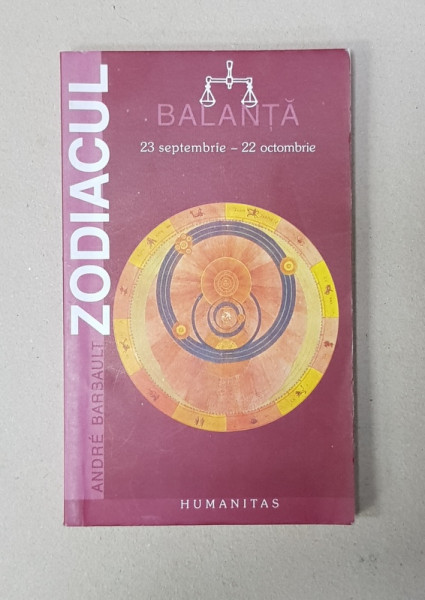 BALANȚĂ
23 septembrie – 22 octombrie
ZODIACUL
ANDRÉ BARBAULT
HUMANITAS